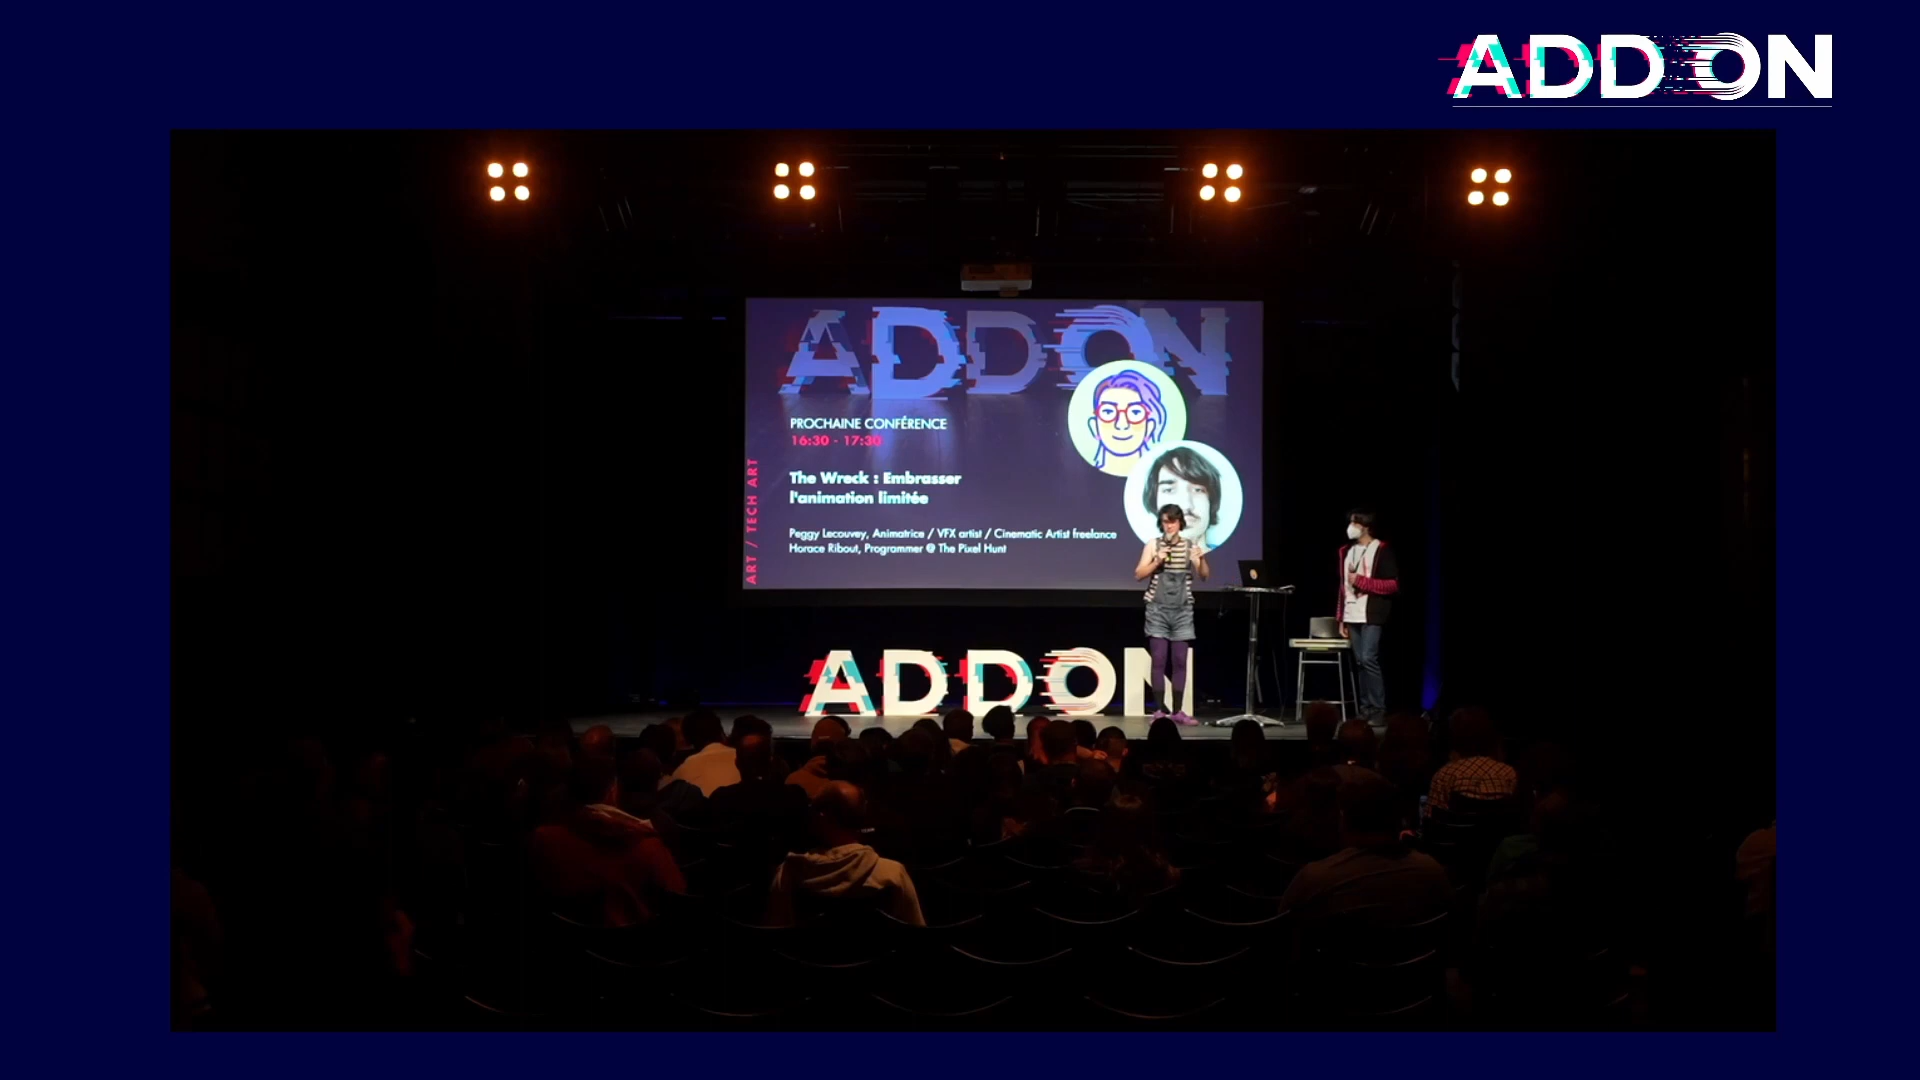 ADDON
ADDON
PROCHAINE CONFÉRENCE
16:30 - 17:30
The Wreck : Embrasser
l'animation limitée
Peggy Lecouvey, Animatrice / VFX artist / Cinematic Artist freelance
Horace Ribout, Programmer @ The Pixel Hunt
ART / TECH ART
ADDON